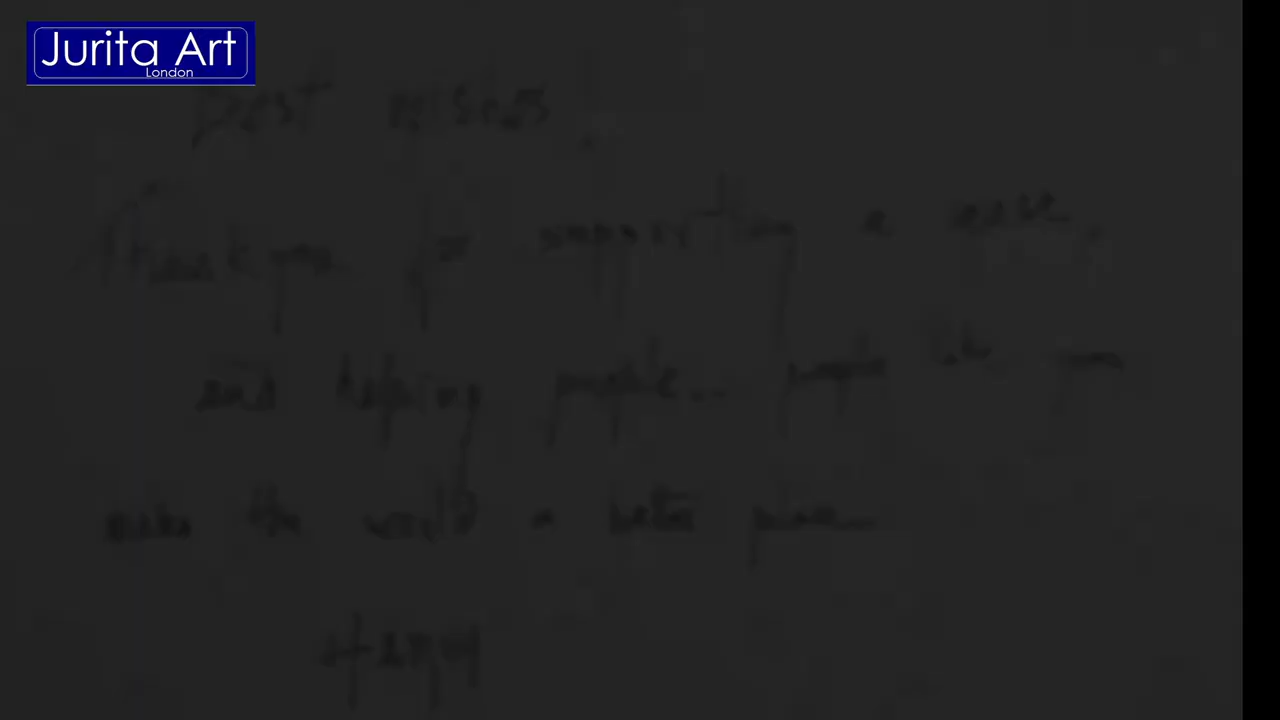 Jurita Art
London
Best wishes
Thank you for supporting a
and helping people... people like you
make the world a better place...